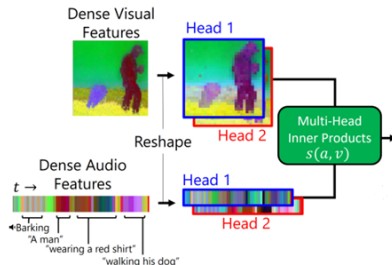 Dense Visual
Features
Head 1
Head 2
Reshape
Multi-Head
Inner Products
s(a, v)
Dense Audio
Features
t →
Head 1
Head 2
Barking
"A man"
"wearing a red shirt"
"walking his dog"